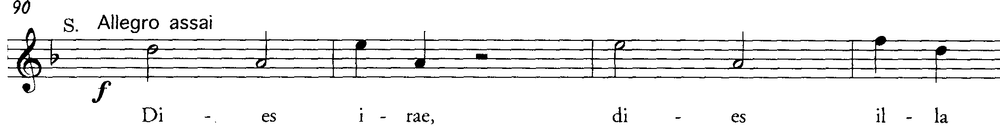 90
S. Allegro assai
f
Di - es i - rae, di - es il - la